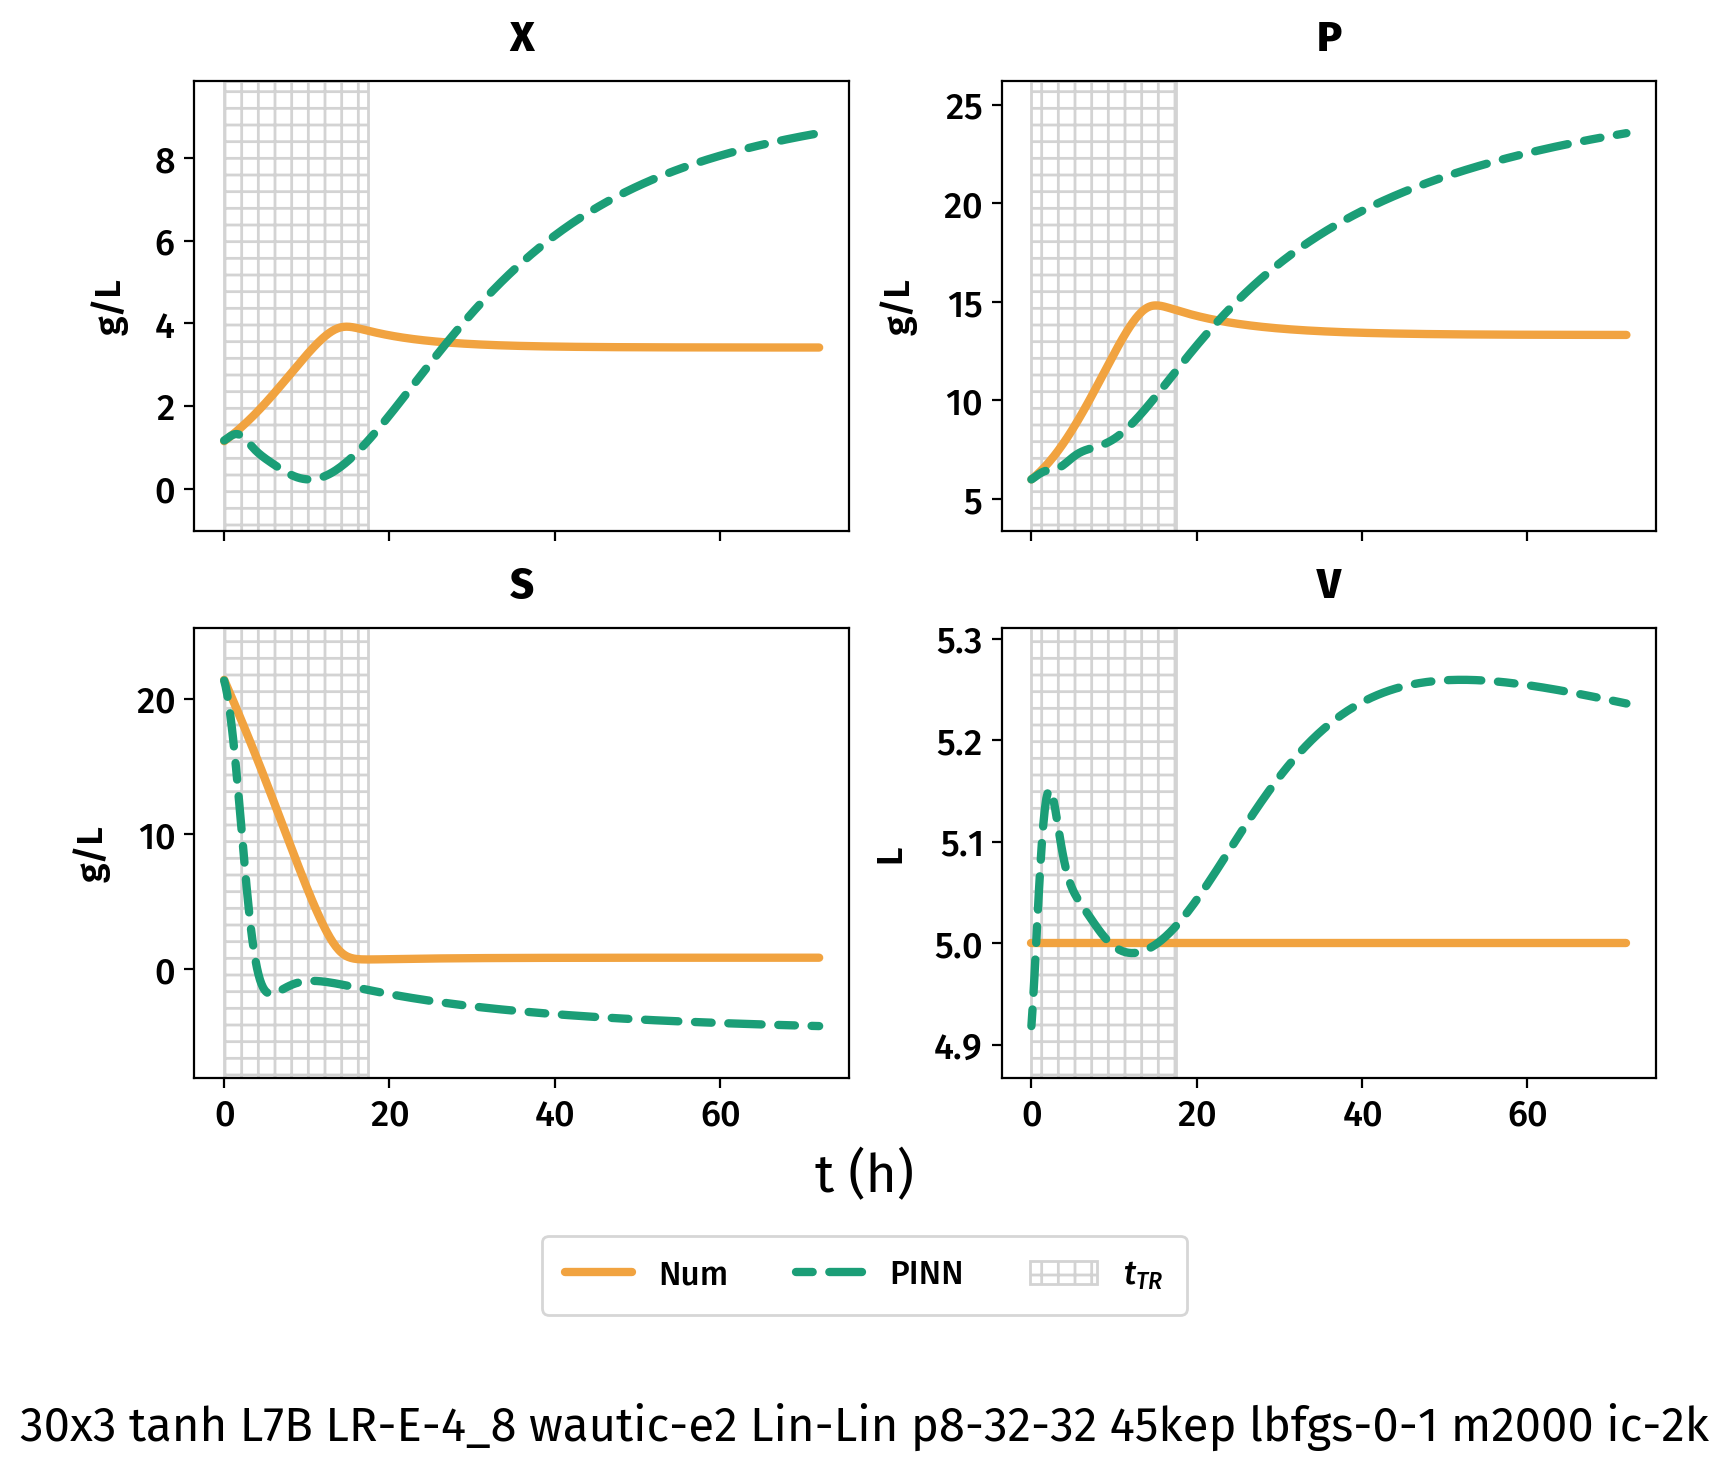 X
P
8
6
4
2
0
g/L
25
20
15
10
5
g/L
S
V
20
10
0
g/L
5.3
5.2
5.1
5.0
4.9
L
0 20 40 60
0 20 40 60
t (h)
Num PINN tTR
30x3 tanh L7B LR-E-4_8 wautic-e2 Lin-Lin p8-32-32 45kep lbfgs-0-1 m2000 ic-2k